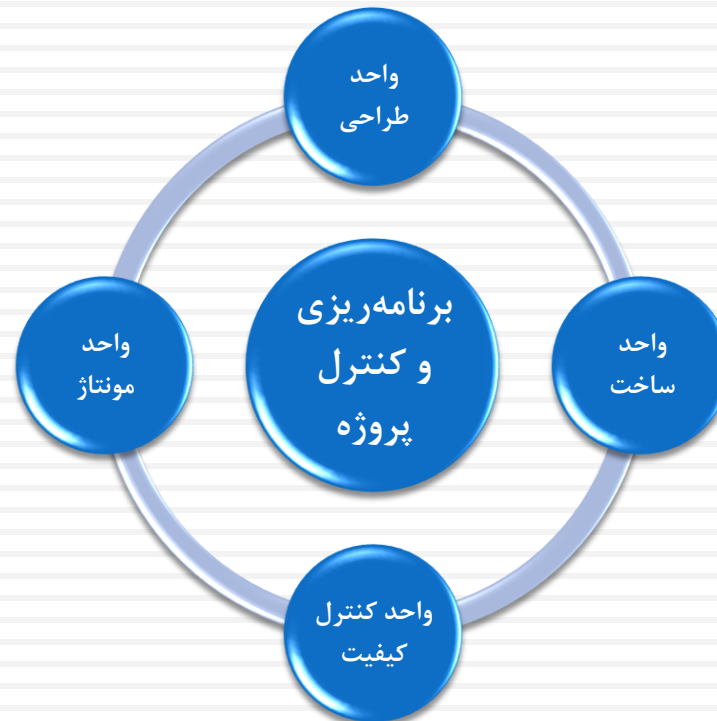 واحد
طراحی
برنامه‌ریزی
و کنترل
پروژه
واحد
ساخت
واحد
مونتاژ
واحد کنترل
کیفیت